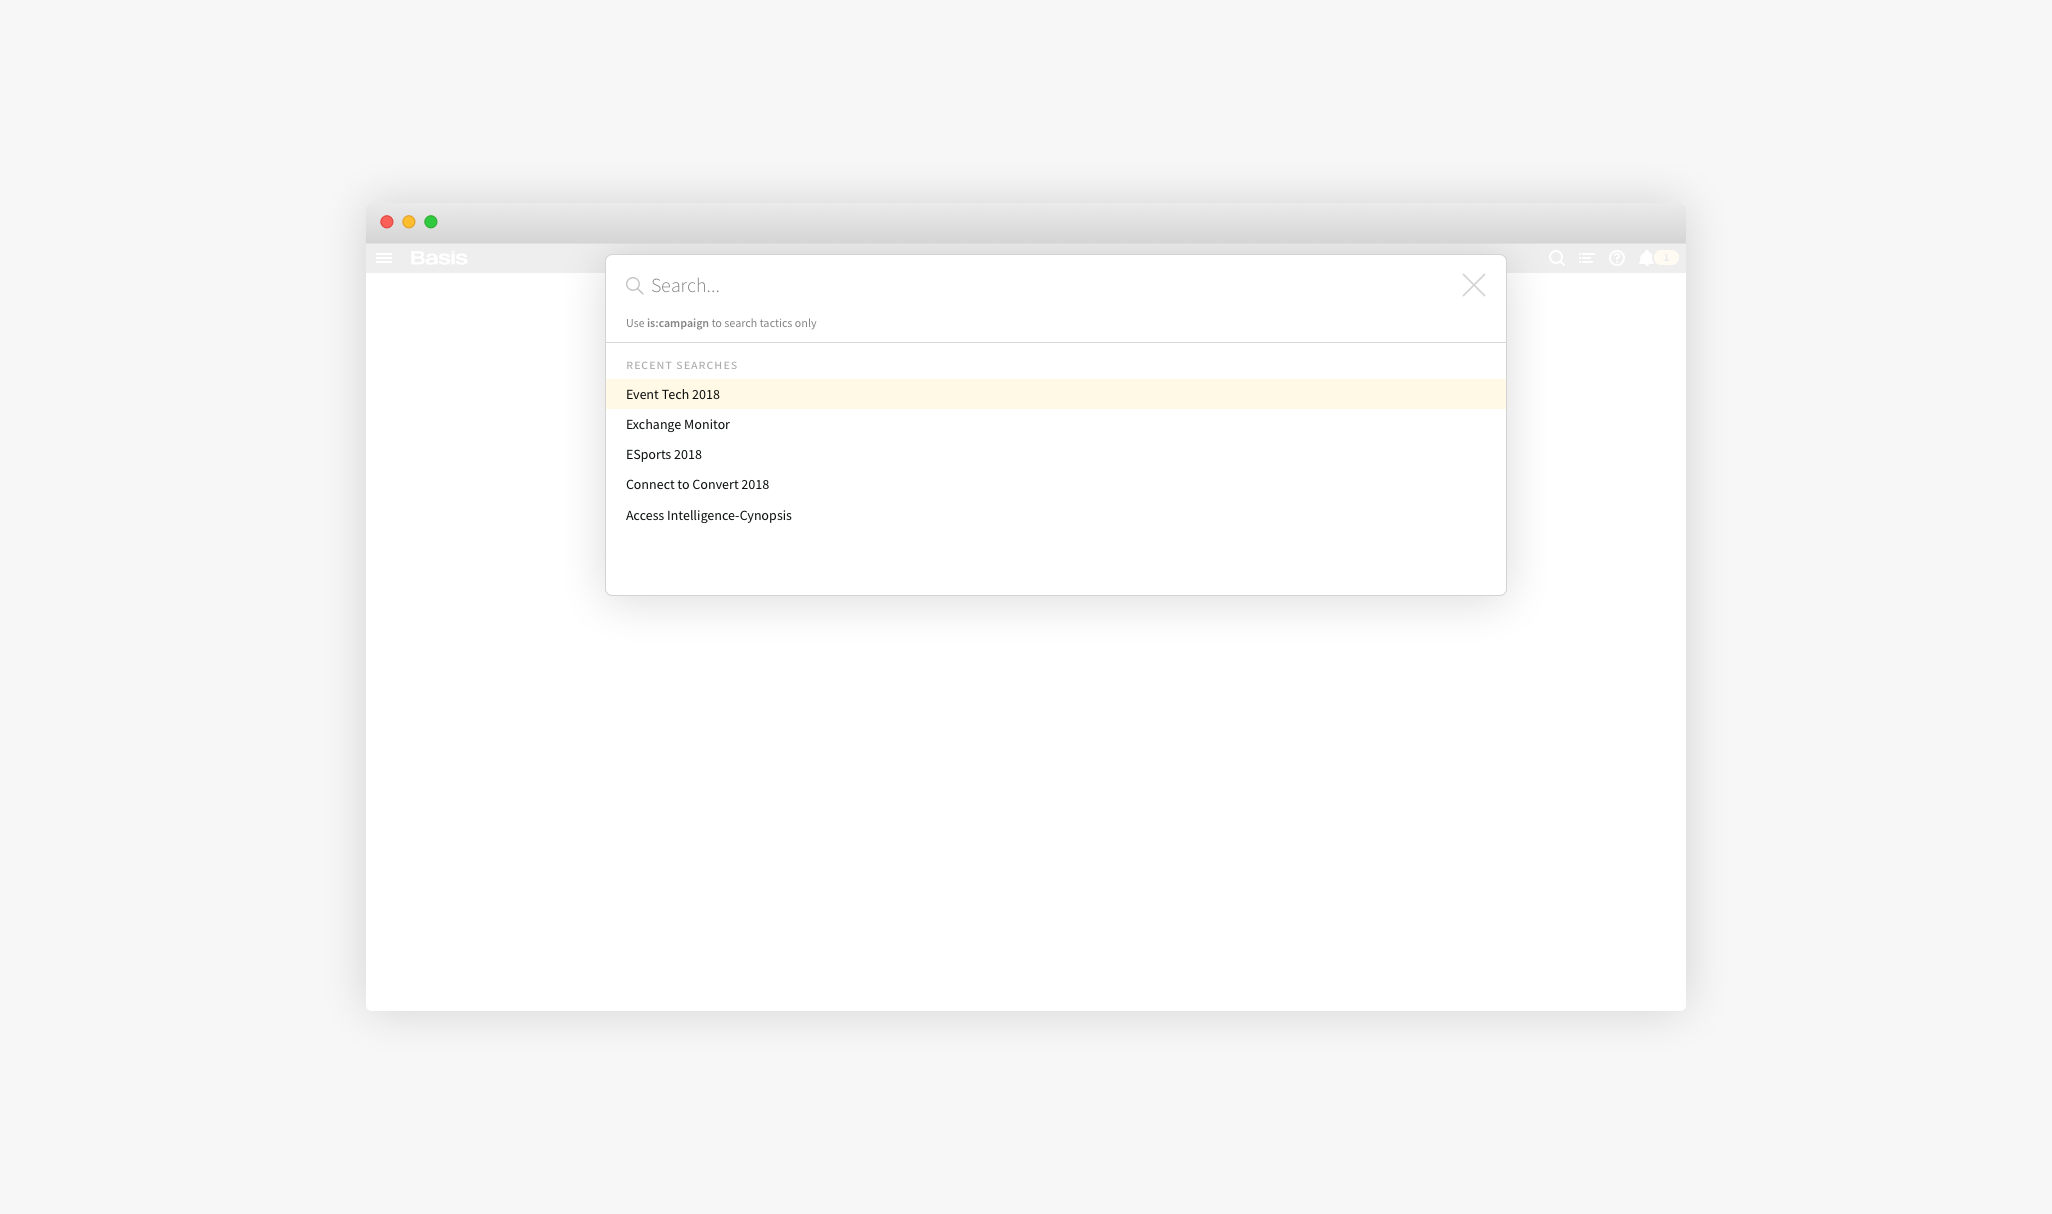 Basis
Search...
Use is:campaign to search tactics only
RECENT SEARCHES
Event Tech 2018
Exchange Monitor
ESports 2018
Connect to Convert 2018
Access Intelligence-Cynopsis